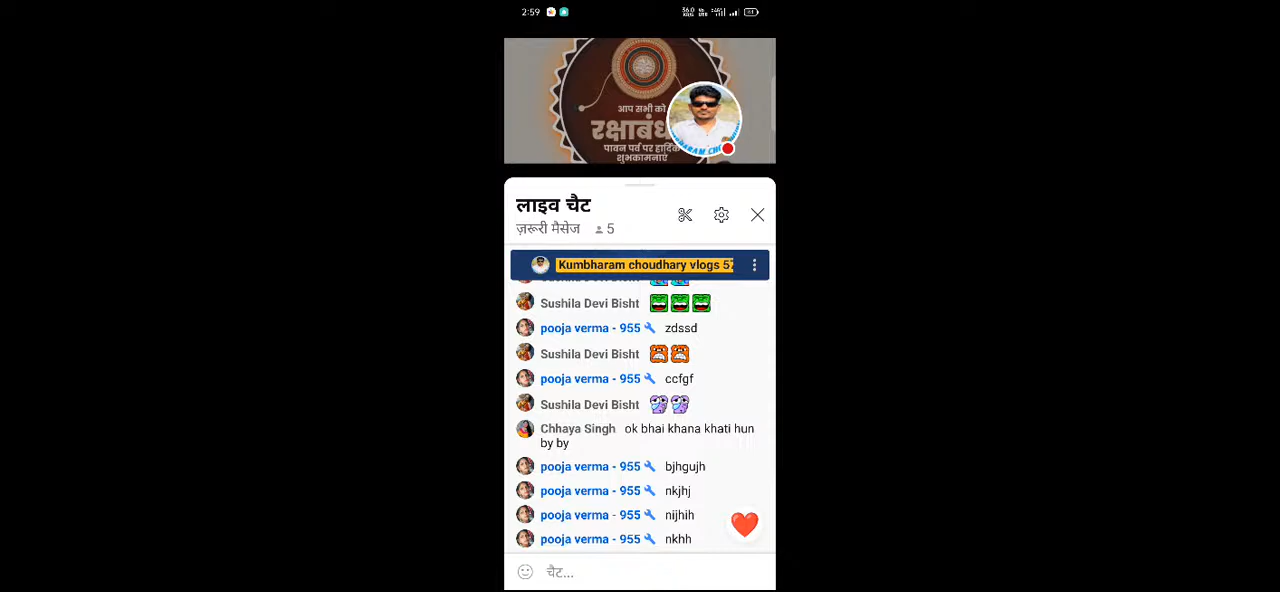 2:59
आप सभी को
रक्षाबंध
पावन पर्व पर हार्दिक
शुभकामनाएं
लाइव चैट
ज़रूरी मैसेज 5
Kumbharam choudhary vlogs 57
Sushila Devi Bisht
Sushila Devi Bisht
pooja verma - 955 zdssd
Sushila Devi Bisht
pooja verma - 955 ccfgf
Sushila Devi Bisht
Chhaya Singh ok bhai khana khati hun
by by
pooja verma - 955 bjhgujh
pooja verma - 955 nkjhj
pooja verma - 955 nijhih
pooja verma - 955 nkhh
चैट...